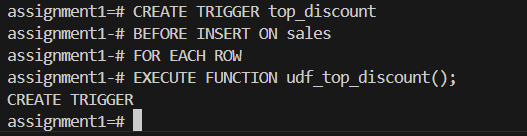 assignment1=# CREATE TRIGGER top_discount
assignment1-# BEFORE INSERT ON sales
assignment1-# FOR EACH ROW
assignment1-# EXECUTE FUNCTION udf_top_discount();
CREATE TRIGGER
assignment1=#